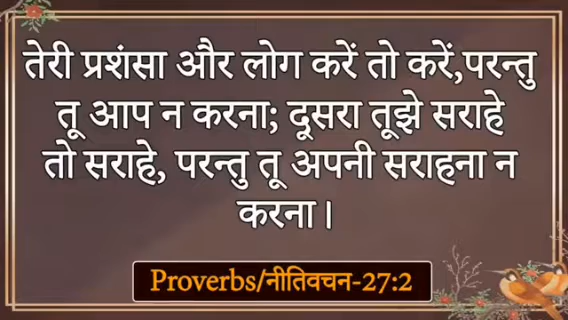 तेरी प्रशंसा और लोग करें तो करें,परन्तु
तू आप न करना; दूसरा तूझे सराहे
तो सराहे, परन्तु तू अपनी सराहना न
करना।
Proverbs/नीतिवचन-27:2